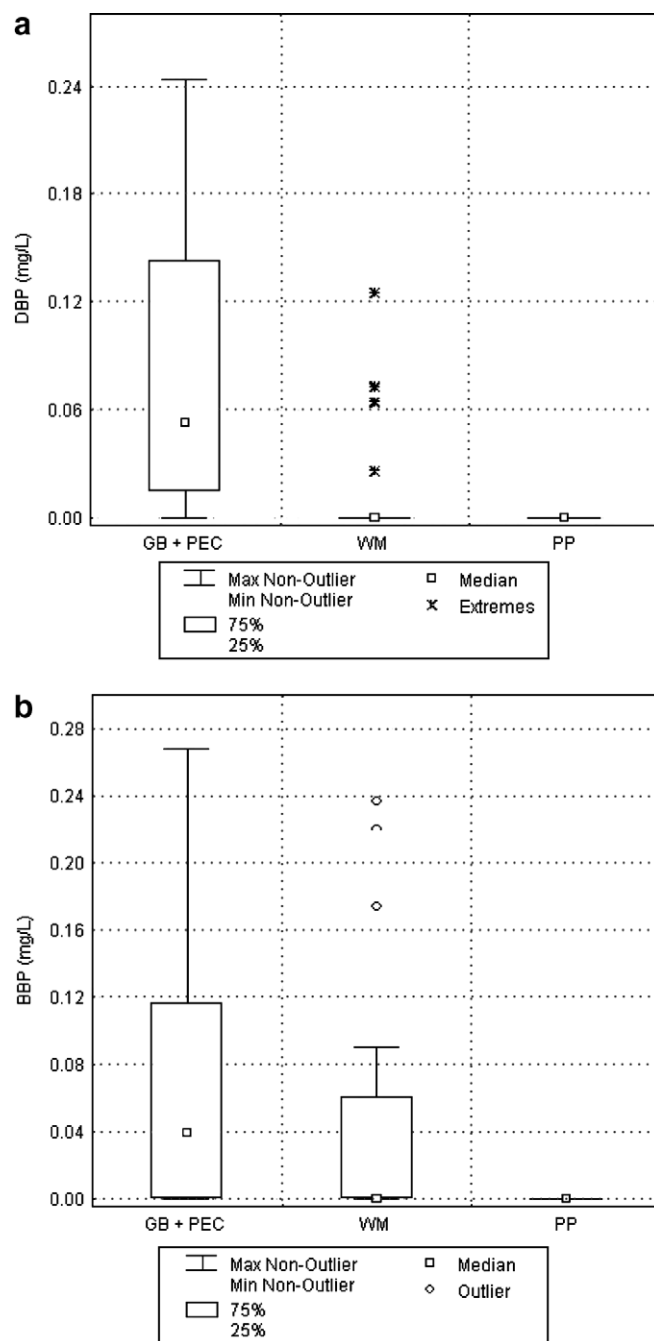 a
0.24
0.18
0.12
0.06
0.00
DBP (mg/L)
GB + PEC WM PP
Max Non-Outlier
Min Non-Outlier
75%
25%
Median
Extremes
b
0.28
0.24
0.20
0.16
0.12
0.08
0.04
0.00
BBP (mg/L)
GB + PEC WM PP
Max Non-Outlier
Min Non-Outlier
75%
25%
Median
Outlier